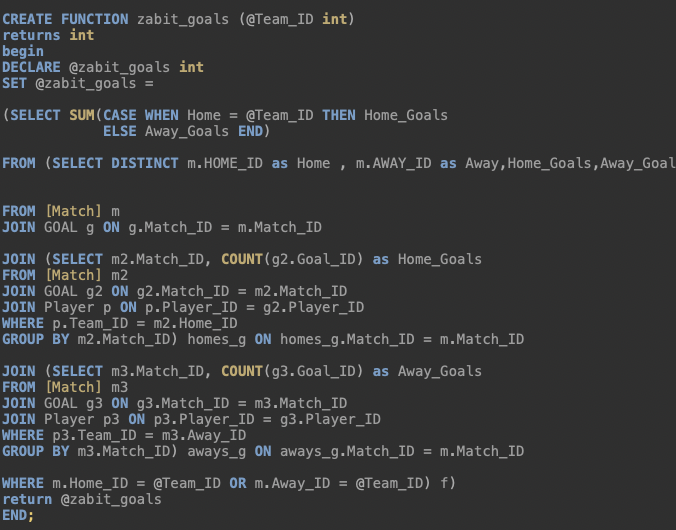 CREATE FUNCTION zabit_goals (@Team_ID int)
returns int
begin
DECLARE @zabit_goals int
SET @zabit_goals =
(SELECT SUM(CASE WHEN Home = @Team_ID THEN Home_Goals
ELSE Away_Goals END)
FROM (SELECT DISTINCT m.HOME_ID as Home , m.AWAY_ID as Away,Home_Goals,Away_Goal
FROM [Match] m
JOIN GOAL g ON g.Match_ID = m.Match_ID
JOIN (SELECT m2.Match_ID, COUNT(g2.Goal_ID) as Home_Goals
FROM [Match] m2
JOIN GOAL g2 ON g2.Match_ID = m2.Match_ID
JOIN Player p ON p.Player_ID = g2.Player_ID
WHERE p.Team_ID = m2.Home_ID
GROUP BY m2.Match_ID) homes_g ON homes_g.Match_ID = m.Match_ID
JOIN (SELECT m3.Match_ID, COUNT(g3.Goal_ID) as Away_Goals
FROM [Match] m3
JOIN GOAL g3 ON g3.Match_ID = m3.Match_ID
JOIN Player p3 ON p3.Player_ID = g3.Player_ID
WHERE p3.Team_ID = m3.Away_ID
GROUP BY m3.Match_ID) aways_g ON aways_g.Match_ID = m.Match_ID
WHERE m.Home_ID = @Team_ID OR m.Away_ID = @Team_ID) f)
return @zabit_goals
END;